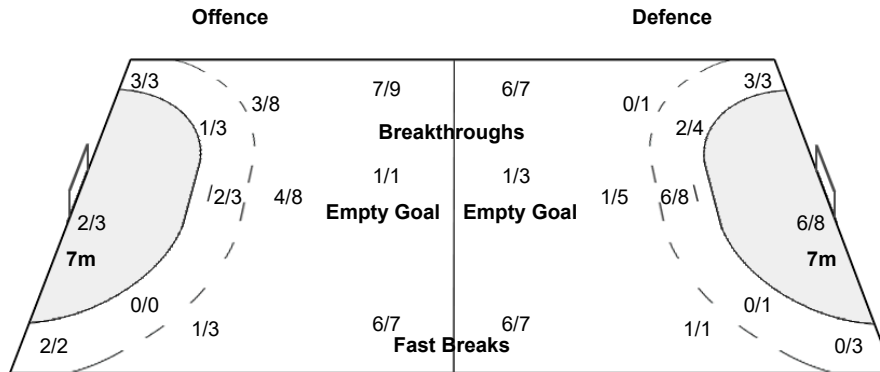 Offence Defence
3/3 7/9 6/7 3/3
3/8 0/1
1/3 Breakthroughs 2/4
1/1 1/3
2/3 4/8 1/5 6/8
Empty Goal Empty Goal
2/3 6/8
7m 7m
0/0 0/1
1/3 6/7 6/7 1/1
2/2 Fast Breaks 0/3